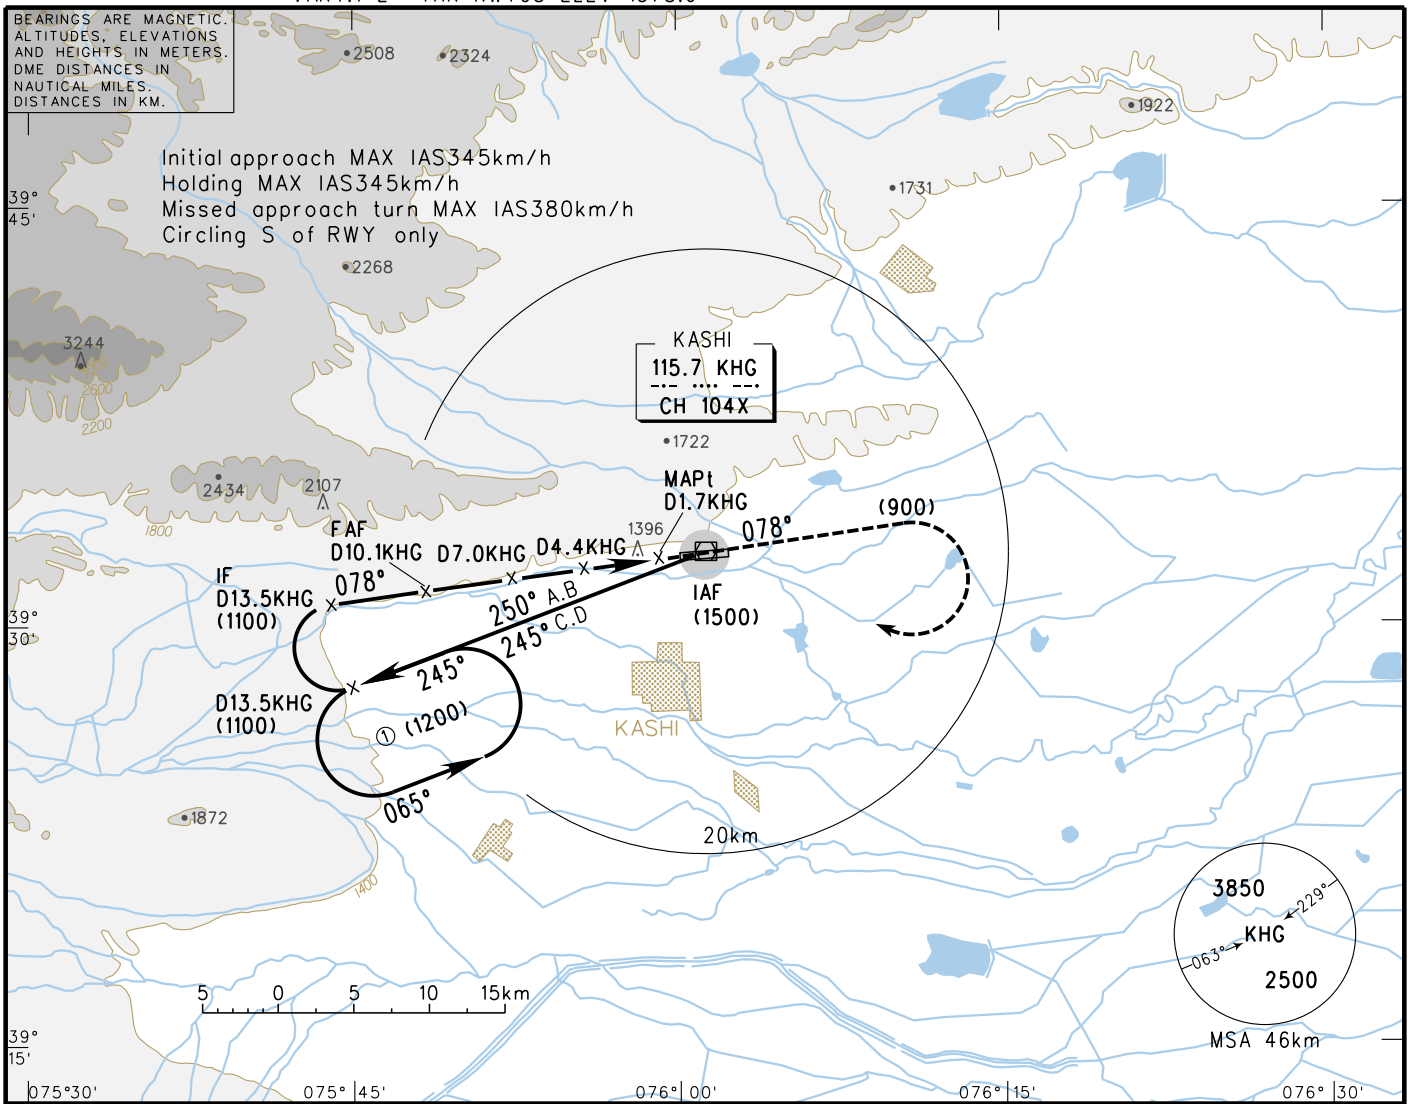 BEARINGS ARE MAGNETIC.
ALTITUDES, ELEVATIONS
AND HEIGHTS IN METERS.
DME DISTANCES IN
NAUTICAL MILES.
DISTANCES IN KM.
2508
2324
1922
Initial approach MAX IAS345km/h
Holding MAX IAS345km/h
Missed approach turn MAX IAS380km/h
Circling S of RWY only
39°
45'
1731
2268
3244
2600
2200
KASHI
115.7 KHG
CH 104X
1722
2434
2107
1800
MAPt
D1.7KHG
1396
(900)
078°
FAF
D10.1KHG
D7.0KHG
D4.4KHG
IF
D13.5KHG
(1100)
078°
IAF
(1500)
250° A.B
245° C.D
245°
39°
30'
D13.5KHG
(1100)
① (1200)
KASHI
065°
1872
20km
1400
3850
229°
KHG
063°
2500
MSA 46km
5 0 5 10 15km
39°
15'
075°30'
075°45'
076°00'
076°15'
076°30'